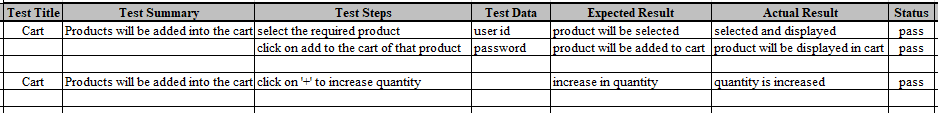 Test Title Test Summary Test Steps Test Data Expected Result Actual Result Status
Cart Products will be added into the cart select the required product user id product will be selected selected and displayed pass
click on add to the cart of that product password product will be added to cart product will be displayed in cart pass
Cart Products will be added into the cart click on '+' to increase quantity increase in quantity quantity is increased pass